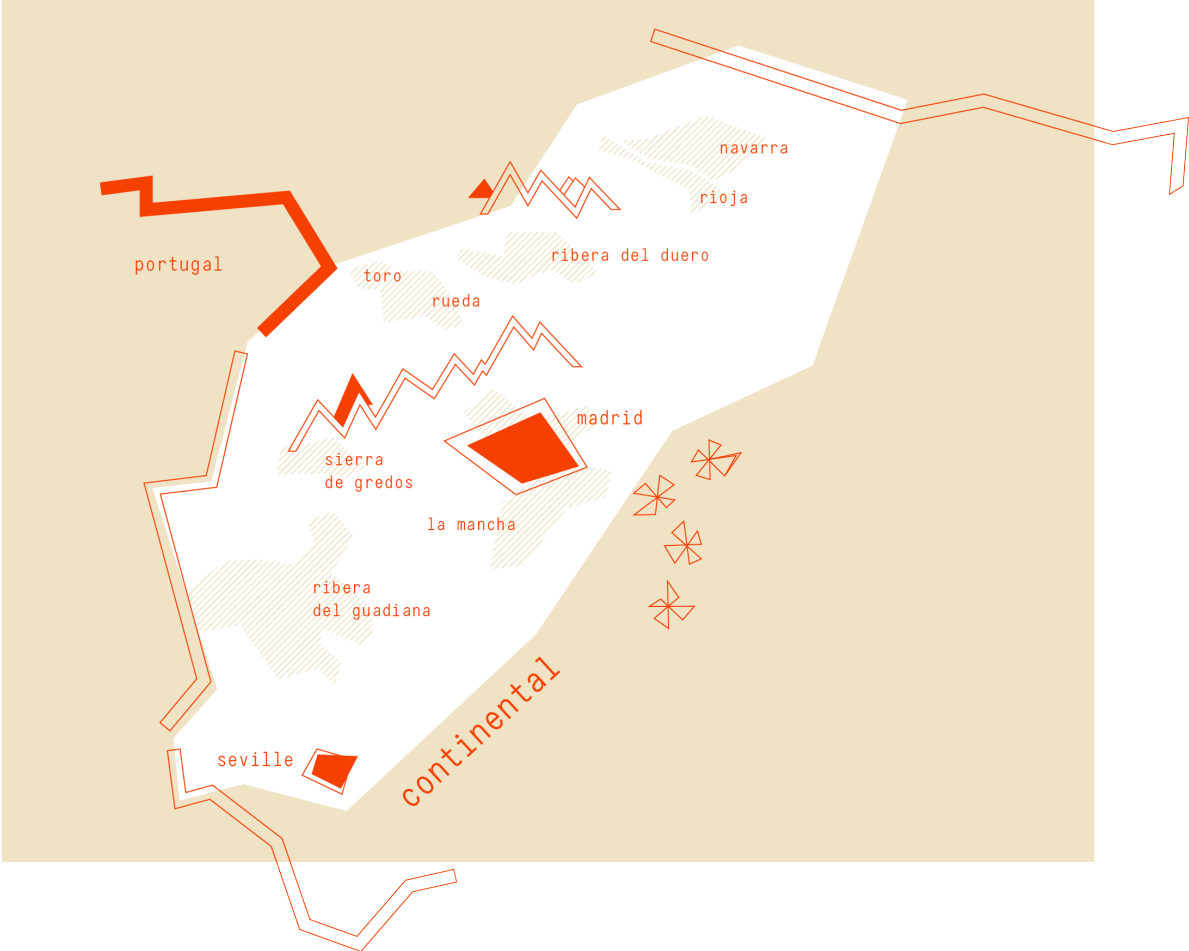 navarra
rioja
ribera del duero
portugal
toro
rueda
madrid
sierra
de gredos
la mancha
ribera
del guadiana
continental
seville